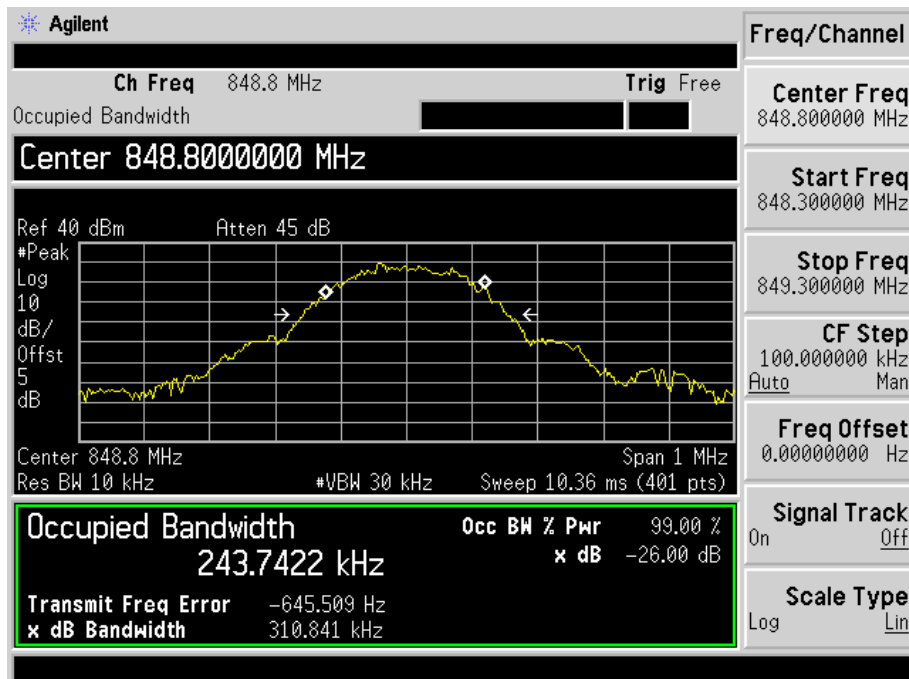 Agilent
Ch Freq 848.8 MHz Trig Free
Occupied Bandwidth
Center 848.8000000 MHz
Ref 40 dBm Atten 45 dB
#Peak
Log
10
dB/
Offst
5
dB
Center 848.8 MHz Span 1 MHz
Res BW 10 kHz #VBW 30 kHz Sweep 10.36 ms (401 pts)
Occupied Bandwidth Occ BW % Pwr 99.00 %
243.7422 kHz x dB -26.00 dB
Transmit Freq Error -645.509 Hz
x dB Bandwidth 310.841 kHz
Freq/Channel
Center Freq
848.800000 MHz
Start Freq
848.300000 MHz
Stop Freq
849.300000 MHz
CF Step
100.000000 kHz
Auto Man
Freq Offset
0.00000000 Hz
Signal Track
On Off
Scale Type
Log Lin